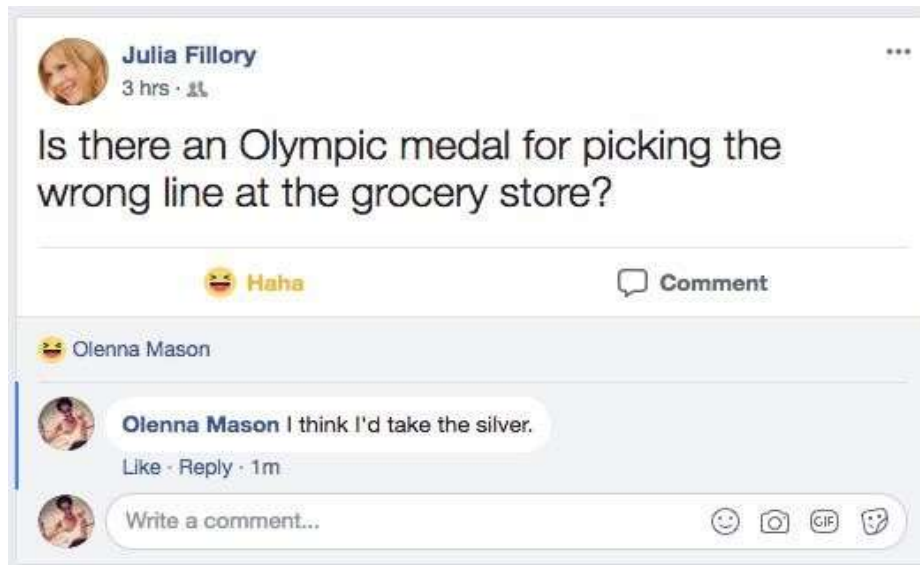 Julia Fillory
3 hrs ·
Is there an Olympic medal for picking the
wrong line at the grocery store?
Haha
Comment
Olenna Mason
Olenna Mason I think I'd take the silver.
Like · Reply · 1m
Write a comment...
GIF